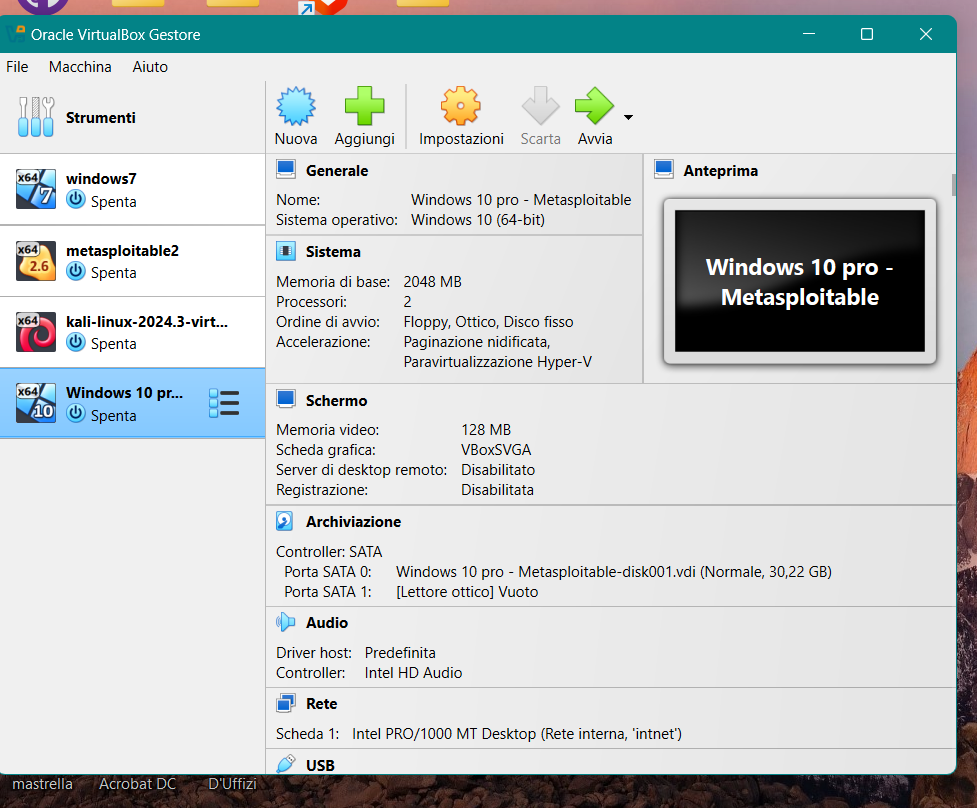 Oracle VirtualBox Gestore
File Macchina Aiuto
Strumenti
Nuova Aggiungi Impostazioni Scarta Avvia
x64 7 windows7
Spenta
x64 2.6 metasploitable2
Spenta
x64 kali-linux-2024.3-virt...
Spenta
x64 10 Windows 10 pr...
Spenta
Generale
Nome: Windows 10 pro - Metasploitable
Sistema operativo: Windows 10 (64-bit)
Sistema
Memoria di base: 2048 MB
Processori: 2
Ordine di avvio: Floppy, Ottico, Disco fisso
Accelerazione: Paginazione nidificata,
Paravirtualizzazione Hyper-V
Anteprima
Windows 10 pro -
Metasploitable
Schermo
Memoria video: 128 MB
Scheda grafica: VBoxSVGA
Server di desktop remoto: Disabilitato
Registrazione: Disabilitata
Archiviazione
Controller: SATA
Porta SATA 0: Windows 10 pro - Metasploitable-disk001.vdi (Normale, 30,22 GB)
Porta SATA 1: [Lettore ottico] Vuoto
Audio
Driver host: Predefinita
Controller: Intel HD Audio
Rete
Scheda 1: Intel PRO/1000 MT Desktop (Rete interna, 'intnet')
USB
mastrella Acrobat DC D'Uffizi